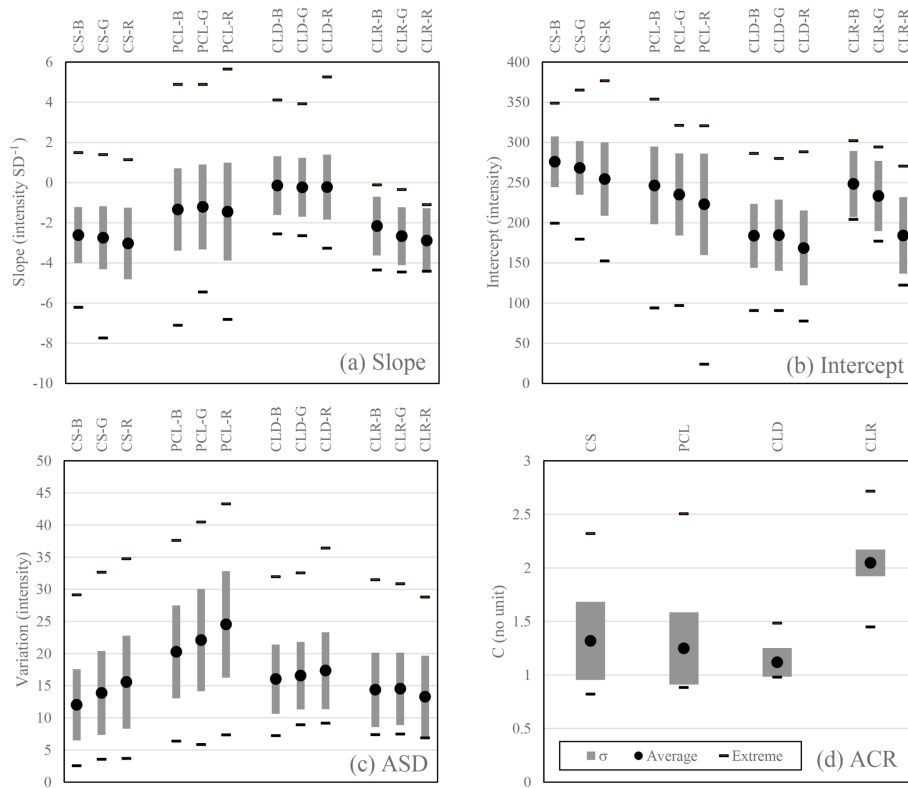 CS-B CS-G CS-R PCL-B PCL-G PCL-R CLD-B CLD-G CLD-R CLR-B CLR-G CLR-R
6
4
2
0
-2
-4
-6
-8
-10
Slope (intensity SD⁻¹)
(a) Slope
CS-B CS-G CS-R PCL-B PCL-G PCL-R CLD-B CLD-G CLD-R CLR-B CLR-G CLR-R
400
350
300
250
200
150
100
50
0
Intercept (intensity)
(b) Intercept
CS-B CS-G CS-R PCL-B PCL-G PCL-R CLD-B CLD-G CLD-R CLR-B CLR-G CLR-R
50
45
40
35
30
25
20
15
10
5
0
Variation (intensity)
(c) ASD
CS PCL CLD CLR
3
2.5
2
1.5
1
0.5
0
C (no unit)
σ Average Extreme
(d) ACR